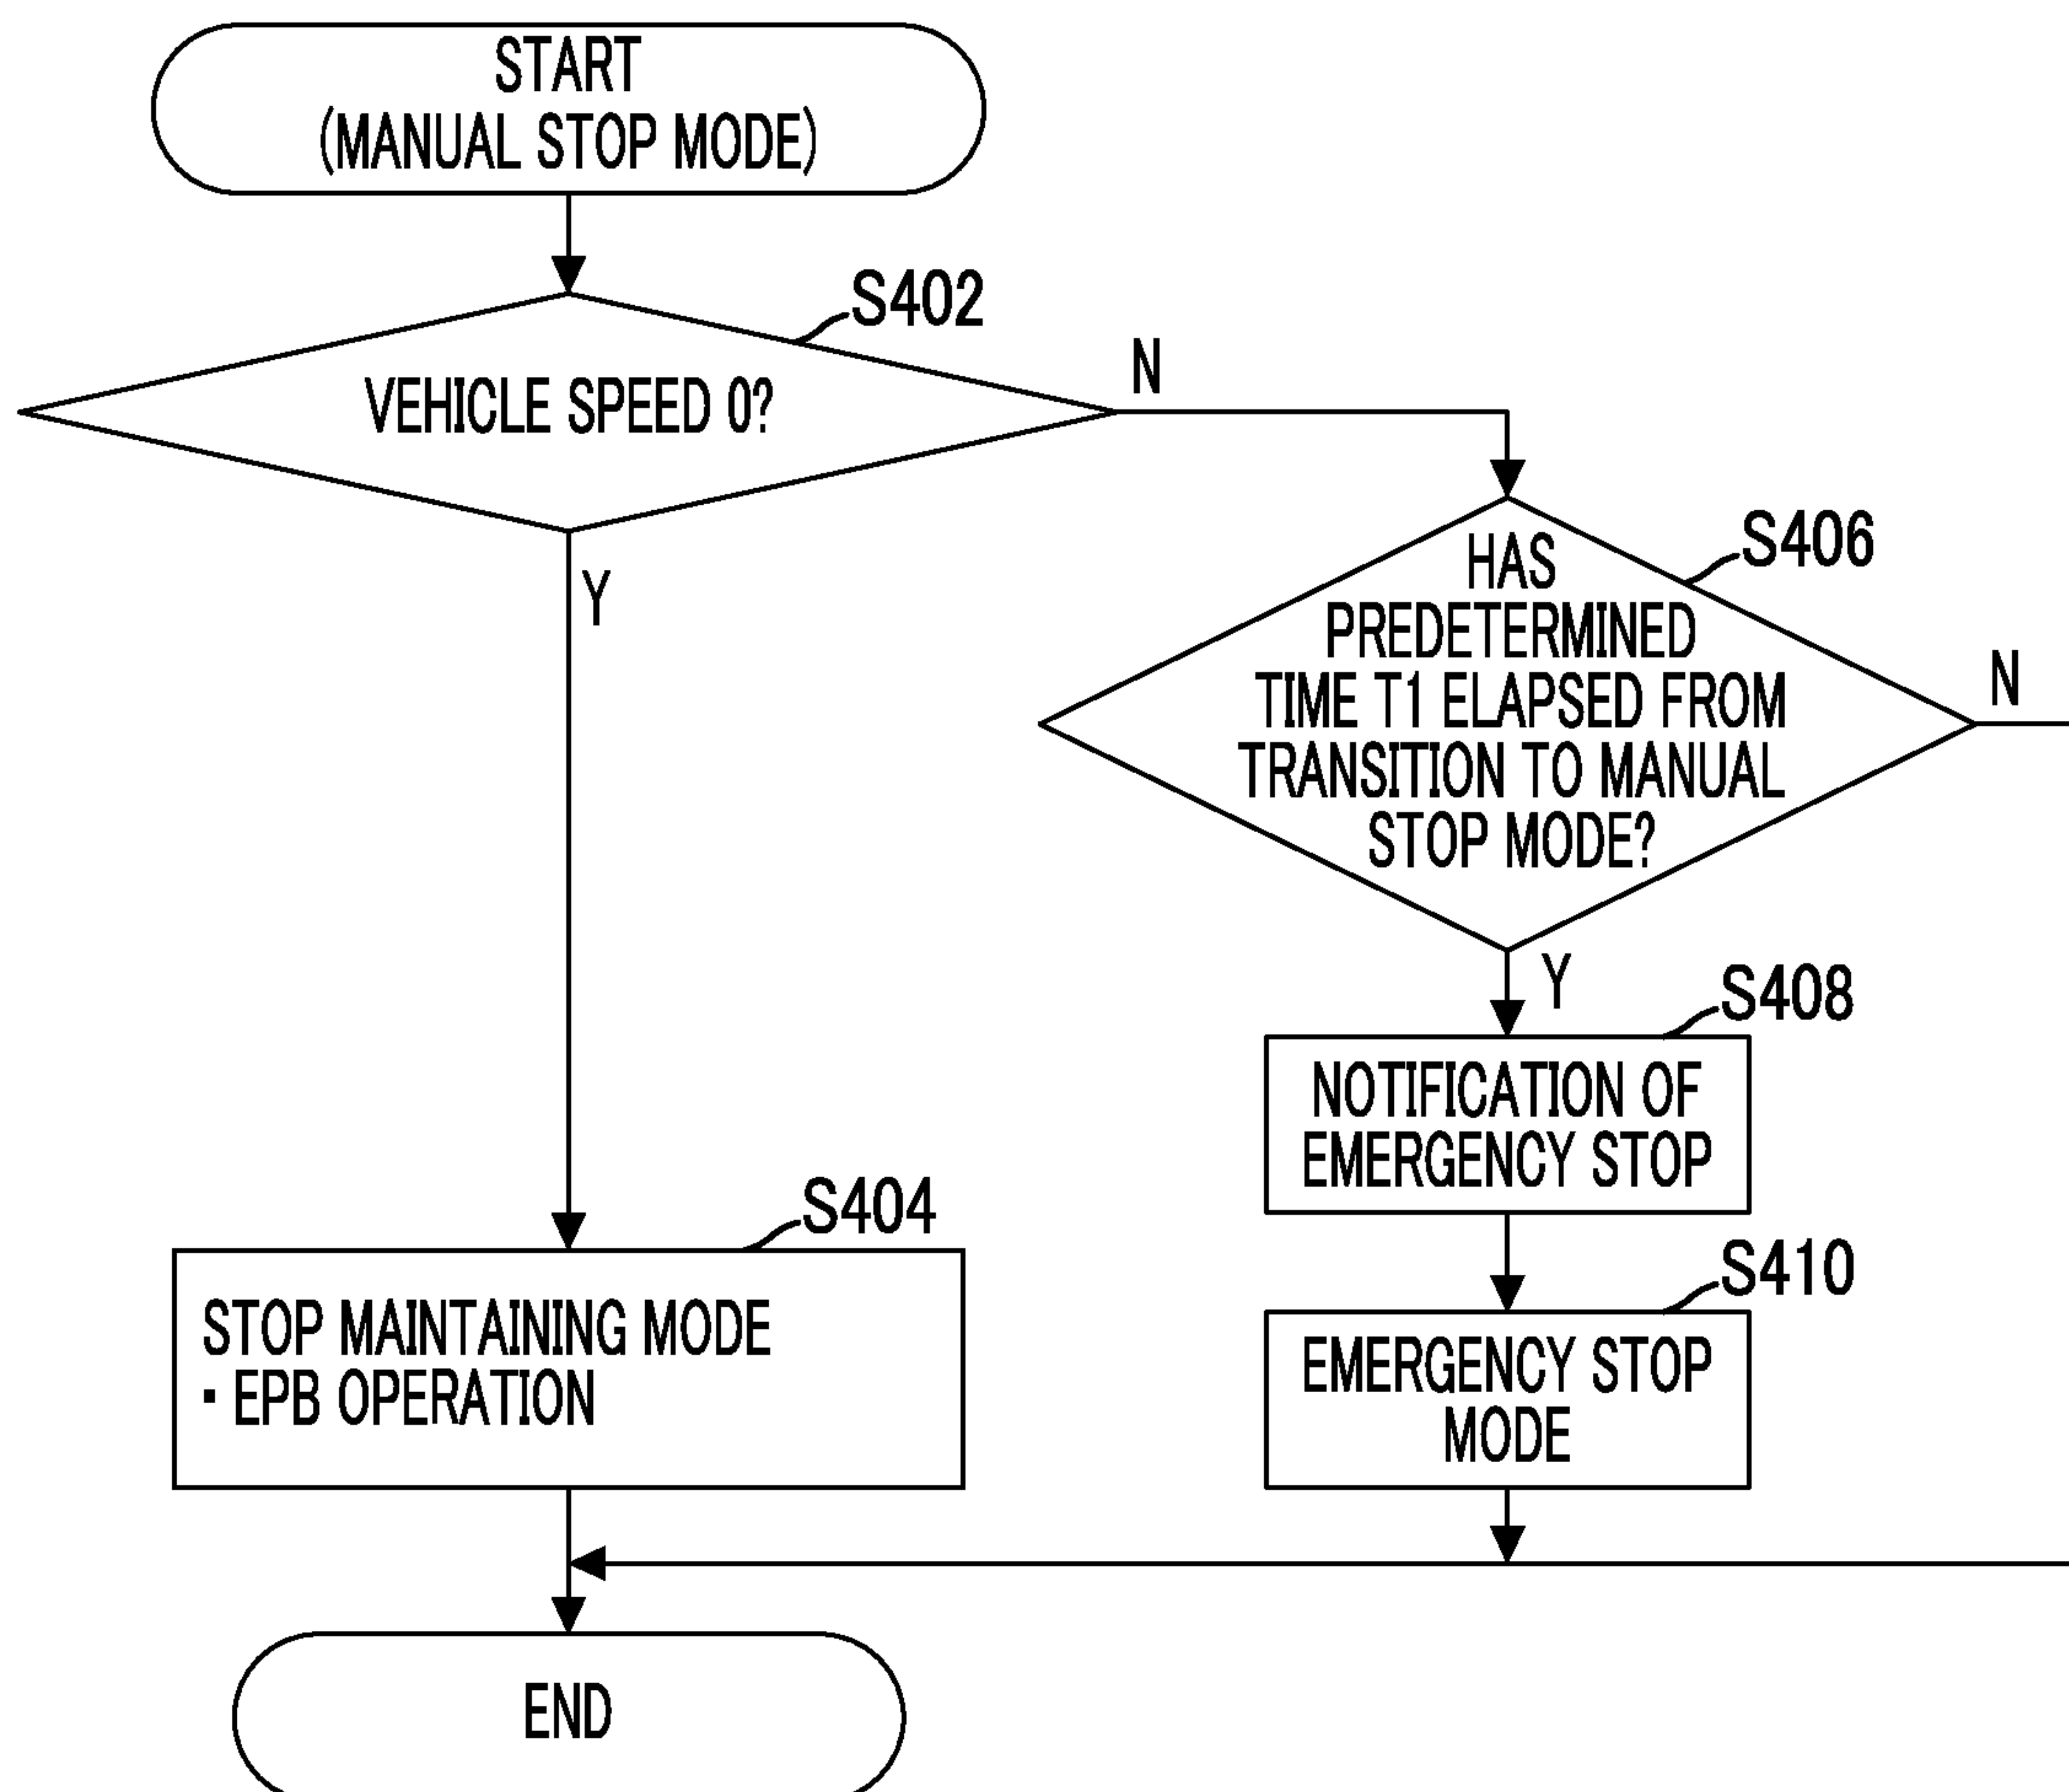 START
(MANUAL STOP MODE)
S402
VEHICLE SPEED 0?
N
Y
S406
HAS
PREDETERMINED
TIME T1 ELAPSED FROM
TRANSITION TO MANUAL
STOP MODE?
N
Y
S408
NOTIFICATION OF
EMERGENCY STOP
S404
STOP MAINTAINING MODE
▪ EPB OPERATION
S410
EMERGENCY STOP
MODE
END